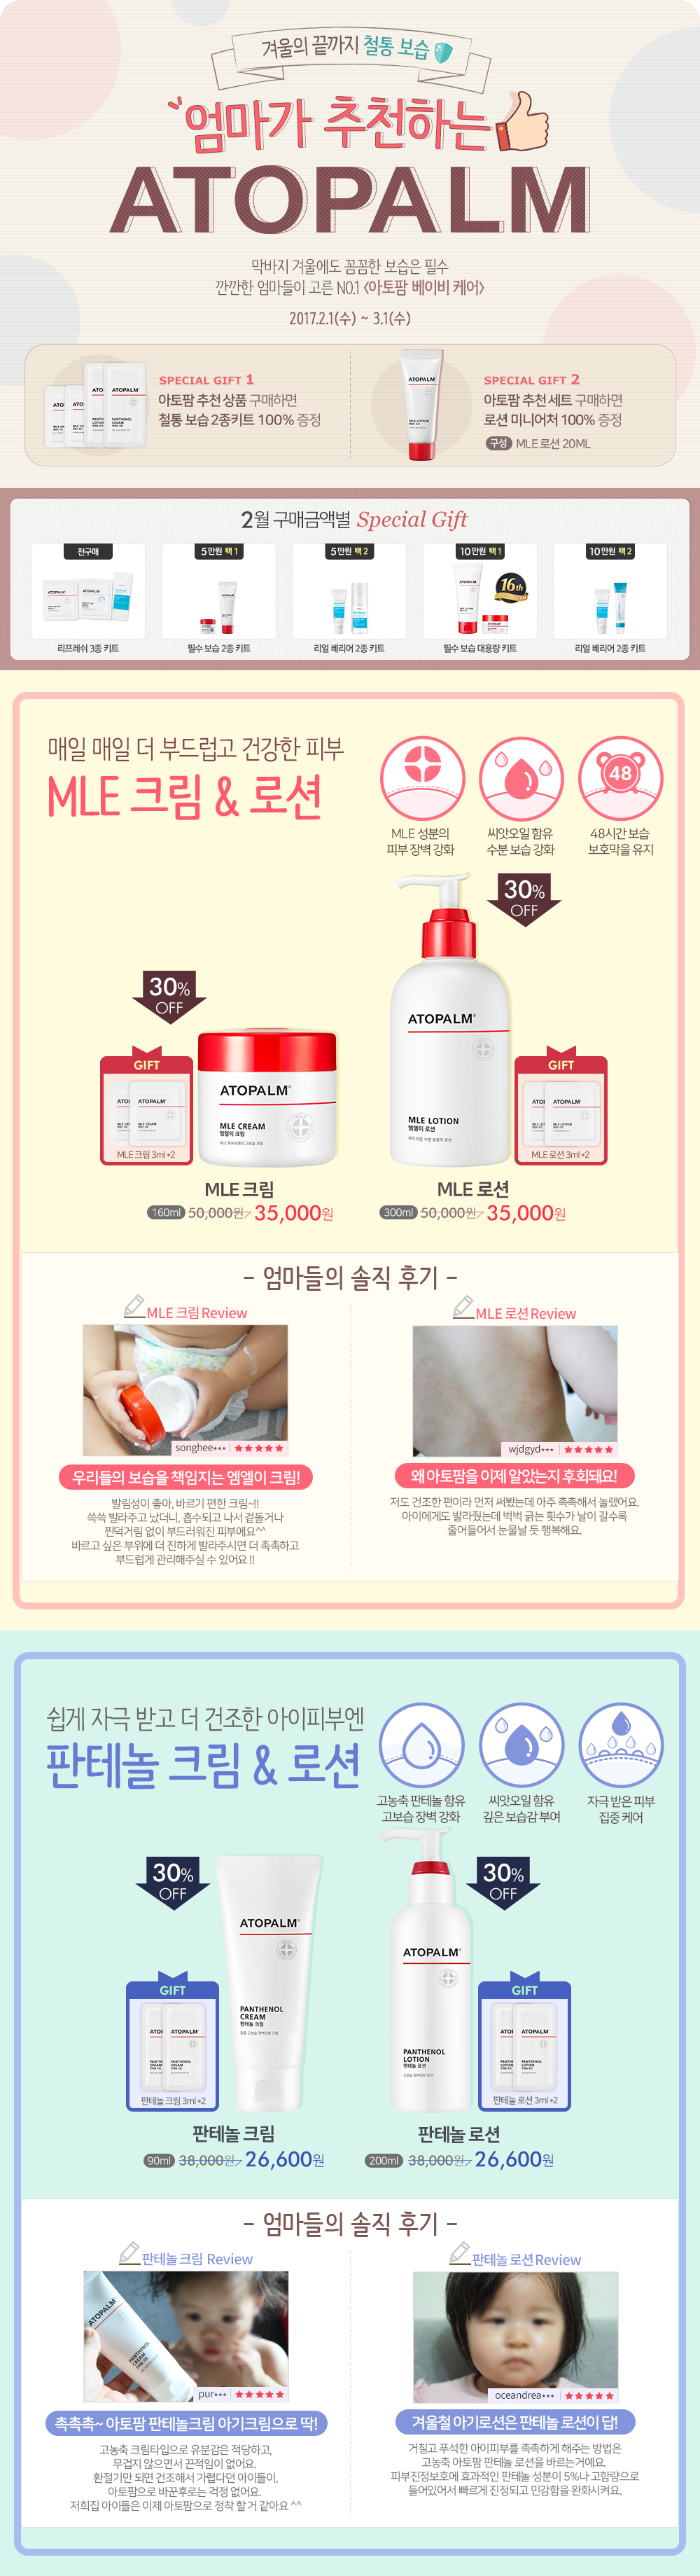 겨울의 끝까지 철통 보습
엄마가 추천하는
ATOPALM
막바지 겨울에도 꼼꼼한 보습은 필수
깐깐한 엄마들이 고른 NO.1 <아토팜 베이비 케어>
2017.2.1(수) ~ 3.1(수)
SPECIAL GIFT 1
아토팜 추천 상품 구매하면
철통 보습 2종키트 100% 증정
SPECIAL GIFT 2
아토팜 추천 세트 구매하면
로션 미니어처 100% 증정
구성 MLE 로션 20ML
2월 구매금액별 Special Gift
전구매
리프레쉬 3종 키트
5만원 택 1
필수 보습 2종 키트
5만원 택 2
리얼 베리어 2종 키트
10만원 택 1
16th
필수 보습 대용량 키트
10만원 택 2
리얼 베리어 2종 키트
매일 매일 더 부드럽고 건강한 피부
MLE 크림 & 로션
MLE 성분의
피부 장벽 강화
씨앗오일 함유
수분 보습 강화
48
48시간 보습
보호막을 유지
30%
OFF
30%
OFF
GIFT
ATOPALM
MLE 크림 3ml*2
ATOPALM
MLE CREAM
엠엘이 크림
ATOPALM
MLE LOTION
엠엘이 로션
GIFT
ATOPALM
MLE 로션 3ml*2
MLE 크림
160ml 50,000원 35,000원
MLE 로션
300ml 50,000원 35,000원
- 엄마들의 솔직 후기 -
MLE 크림 Review
songhee*** ★★★★★
우리들의 보습을 책임지는 엠엘이 크림!
발림성이 좋아, 바르기 편한 크림~!!
쓱쓱 발라주고 났더니, 흡수되고 나서 겉돌거나
찐덕거림 없이 부드러워진 피부에요^^
바르고 싶은 부위에 더 진하게 발라주시면 더 촉촉하고
부드럽게 관리해주실 수 있어요 !!
MLE 로션 Review
wjdgyd*** ★★★★★
왜 아토팜을 이제 알았는지 후회돼요!
저도 건조한 편이라 먼저 써봤는데 아주 촉촉해서 놀랬어요.
아이에게도 발라줬는데 벅벅 긁는 횟수가 날이 갈수록
줄어들어서 눈물날 듯 행복해요.
쉽게 자극 받고 더 건조한 아이피부엔
판테놀 크림 & 로션
고농축 판테놀 함유
고보습 장벽 강화
씨앗오일 함유
깊은 보습감 부여
자극 받은 피부
집중 케어
30%
OFF
30%
OFF
GIFT
ATOPALM
판테놀 크림 3ml*2
ATOPALM
PANTHENOL
CREAM
판테놀 크림
ATOPALM
PANTHENOL
LOTION
판테놀 로션
GIFT
ATOPALM
판테놀 로션 3ml*2
판테놀 크림
90ml 38,000원 26,600원
판테놀 로션
200ml 38,000원 26,600원
- 엄마들의 솔직 후기 -
판테놀 크림 Review
ATOPALM
PANTHENOL
CREAM
pur*** ★★★★★
촉촉촉~ 아토팜 판테놀크림 아기크림으로 딱!
고농축 크림타입으로 유분감은 적당하고,
무겁지 않으면서 끈적임이 없어요.
환절기만 되면 건조해서 가렵다던 아이들이,
아토팜으로 바꾼후로는 걱정 없어요.
저희집 아이들은 이제 아토팜으로 정착 할 거 같아요 ^^
판테놀 로션 Review
oceandrea*** ★★★★★
겨울철 아기로션은 판테놀 로션이 답!
거칠고 푸석한 아이피부를 촉촉하게 해주는 방법은
고농축 아토팜 판테놀 로션을 바르는거예요.
피부진정보호에 효과적인 판테놀 성분이 5%나 고함량으로
들어있어서 빠르게 진정되고 민감함을 완화시켜요.